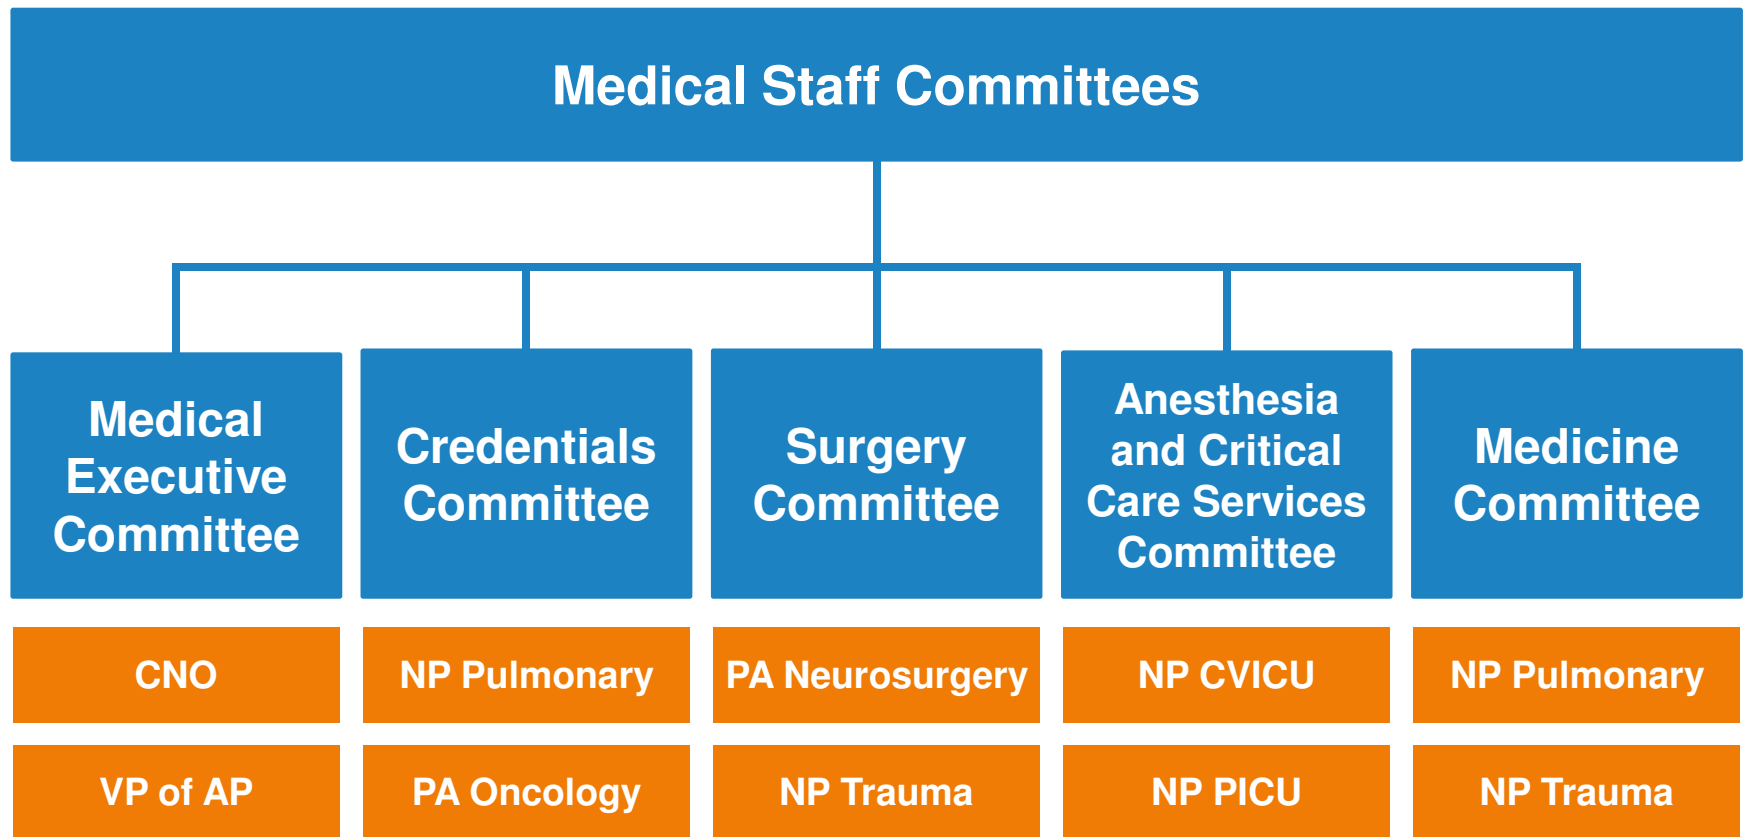 Medical Staff Committees
Medical
Executive
Committee
Credentials
Committee
Surgery
Committee
Anesthesia
and Critical
Care Services
Committee
Medicine
Committee
CNO
NP Pulmonary
PA Neurosurgery
NP CVICU
NP Pulmonary
VP of AP
PA Oncology
NP Trauma
NP PICU
NP Trauma